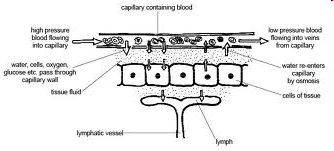 capillary containing blood
high pressure
blood flowing
into capillary
low pressure blood
flowing into veins
from capillary
water, cells, oxygen,
glucose etc. pass through
capillary wall
water re-enters
capillary
by osmosis
tissue fluid
cells of tissue
lymphatic vessel
lymph